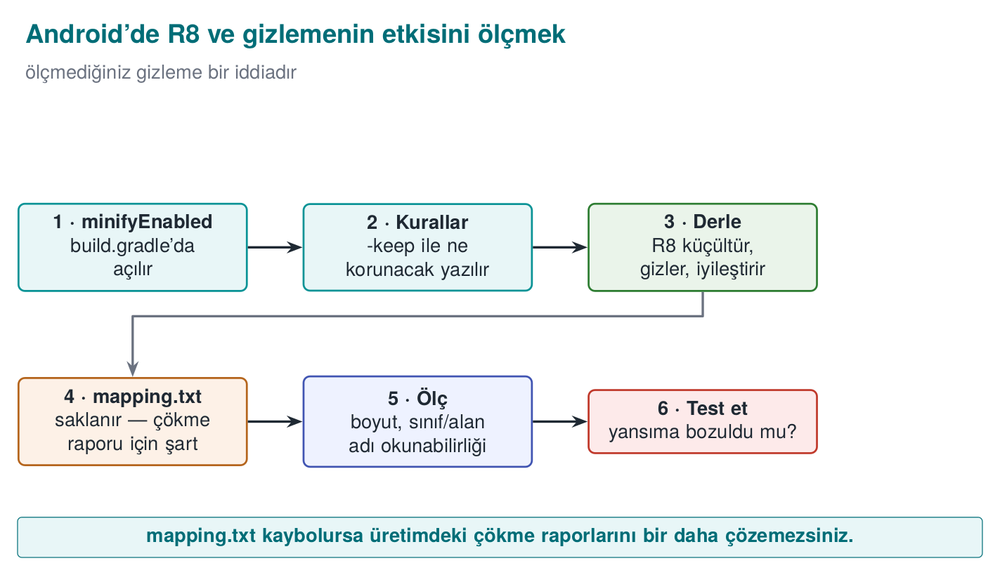 Android’de R8 ve gizlemenin etkisini ölçmek
ölçmediğiniz gizleme bir iddiadır
1 · minifyEnabled
build.gradle’da
açılır
2 · Kurallar
-keep ile ne
korunacak yazılır
3 · Derle
R8 küçültür,
gizler, iyileştirir
4 · mapping.txt
saklanır — çökme
raporu için şart
5 · Ölç
boyut, sınıf/alan
adı okunabilirliği
6 · Test et
yansıma bozuldu mu?
mapping.txt kaybolursa üretimdeki çökme raporlarını bir daha çözemezsiniz.